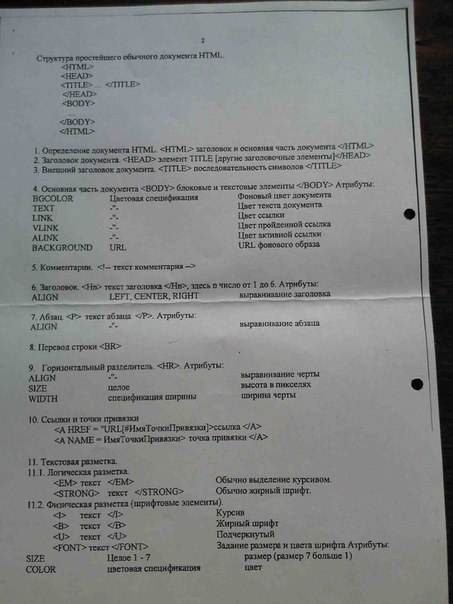 2
Структура простейшего обычного документа HTML.
<HTML>
<HEAD>
<TITLE> ... </TITLE>
</HEAD>
<BODY>
...
</BODY>
</HTML>
1. Определение документа HTML. <HTML> заголовок и основная часть документа </HTML>
2. Заголовок документа. <HEAD> элемент TITLE [другие заголовочные элементы]</HEAD>
3. Внешний заголовок документа. <TITLE> последовательность символов </TITLE>
4. Основная часть документа <BODY> блоковые и текстовые элементы </BODY> Атрибуты:
BGCOLOR Цветовая спецификация Фоновый цвет документа
TEXT -"- Цвет текста документа
LINK -"- Цвет ссылки
VLINK -"- Цвет пройденной ссылки
ALINK -"- Цвет активной ссылки
BACKGROUND URL URL фонового образа
5. Комментарии. <!-- текст комментария -->
6. Заголовок. <Hn> текст заголовка </Hn>, здесь n число от 1 до 6. Атрибуты:
ALIGN LEFT, CENTER, RIGHT выравнивание заголовка
7. Абзац. <P> текст абзаца </P>. Атрибуты:
ALIGN -"- выравнивание абзаца
8. Перевод строки <BR>
9. Горизонтальный разделитель. <HR>. Атрибуты:
ALIGN -"- выравнивание черты
SIZE целое высота в пикселях
WIDTH спецификация ширины ширина черты
10. Ссылки и точки привязки
<A HREF = "URL[#ИмяТочкиПривязки]>ссылка </A>
<A NAME = ИмяТочкиПривязки> точка привязки </A>
11. Текстовая разметка.
11.1. Логическая разметка.
<EM> текст </EM> Обычно выделение курсивом.
<STRONG> текст </STRONG> Обычно жирный шрифт.
11.2. Физическая разметка (шрифтовые элементы).
<I> текст </I> Курсив
<B> текст </B> Жирный шрифт
<U> текст </U> Подчеркнутый
<FONT> текст </FONT> Задание размера и цвета шрифта Атрибуты:
SIZE Целое 1 - 7 размер (размер 7 больше 1)
COLOR цветовая спецификация цвет